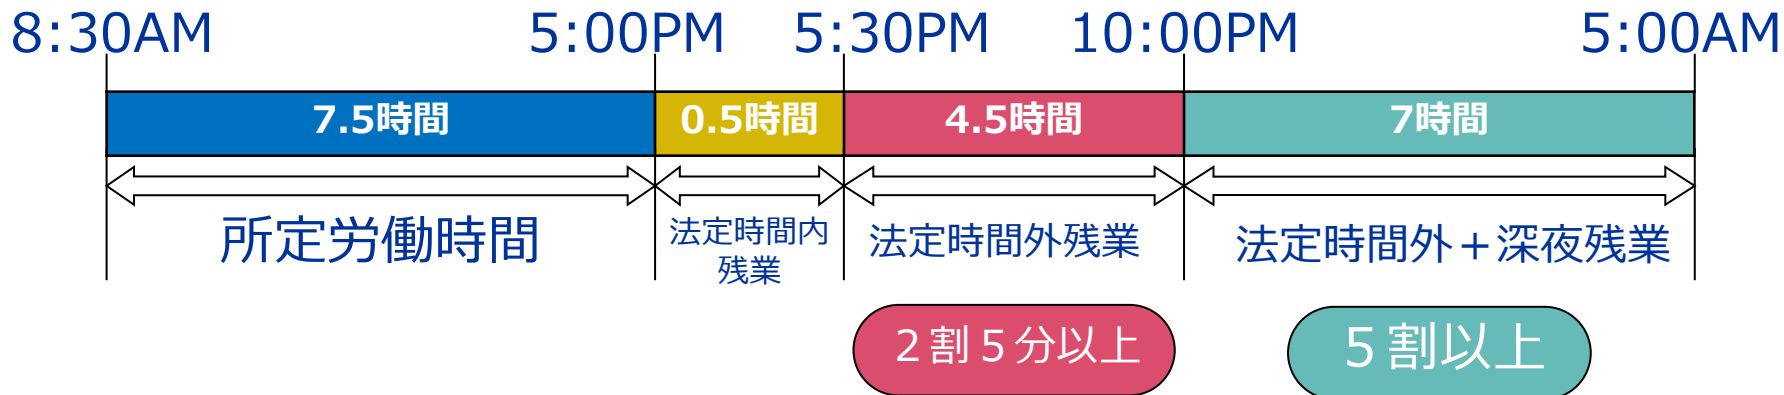 8:30AM 5:00PM 5:30PM 10:00PM 5:00AM
7.5時間 0.5時間 4.5時間 7時間
所定労働時間 法定時間内 法定時間外残業 法定時間外＋深夜残業
残業
２割５分以上 ５割以上